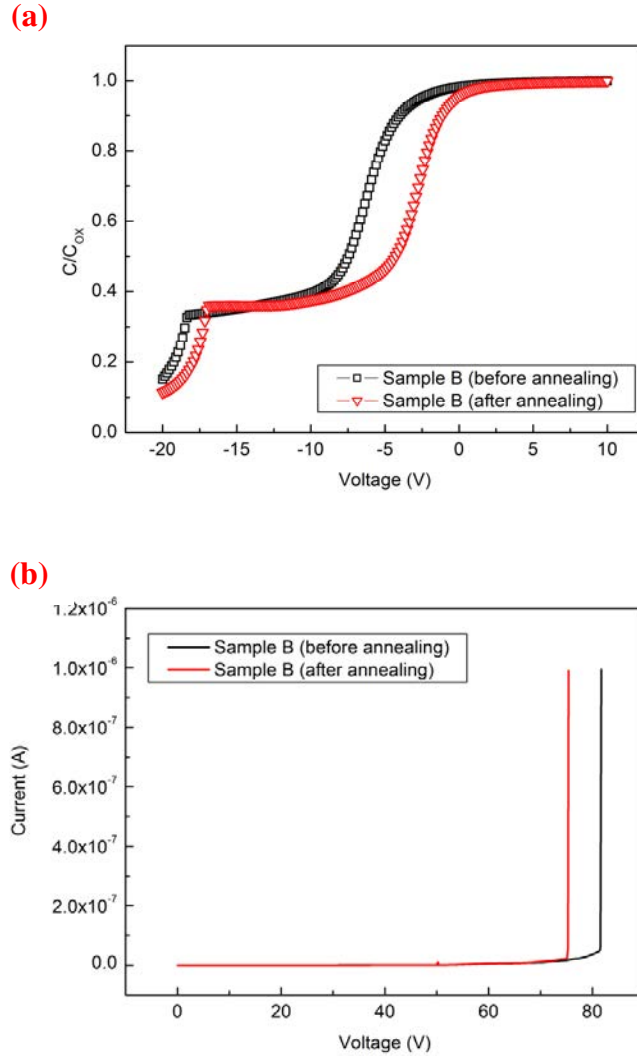 (a)
1.0
0.8
0.6
0.4
0.2
0.0
C/C_OX
Sample B (before annealing)
Sample B (after annealing)
-20 -15 -10 -5 0 5 10
Voltage (V)
(b)
1.2x10^-6
1.0x10^-6
8.0x10^-7
6.0x10^-7
4.0x10^-7
2.0x10^-7
0.0
Current (A)
Sample B (before annealing)
Sample B (after annealing)
0 20 40 60 80
Voltage (V)